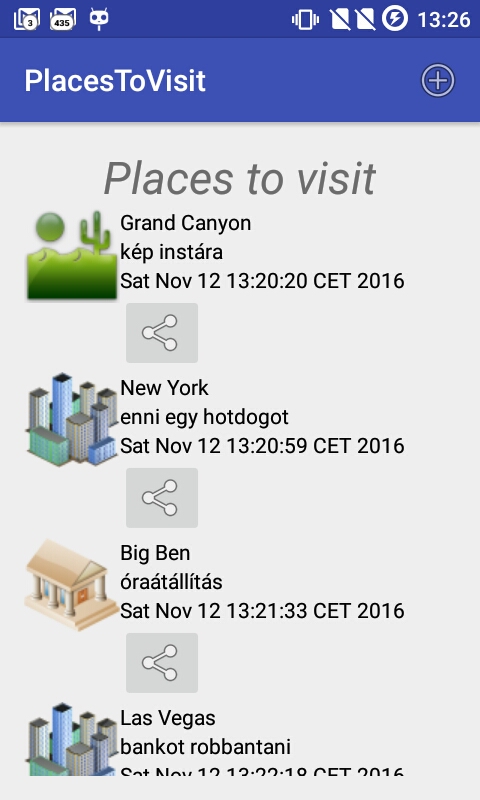 3 435 13:26
PlacesToVisit
Places to visit
Grand Canyon
kép instára
Sat Nov 12 13:20:20 CET 2016
New York
enni egy hotdogot
Sat Nov 12 13:20:59 CET 2016
Big Ben
óraátállítás
Sat Nov 12 13:21:33 CET 2016
Las Vegas
bankot robbantani
Sat Nov 12 13:22:18 CET 2016